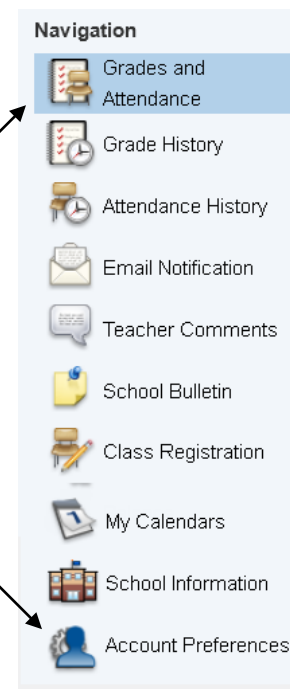 Navigation
Grades and
Attendance
Grade History
Attendance History
Email Notification
Teacher Comments
School Bulletin
Class Registration
My Calendars
School Information
Account Preferences